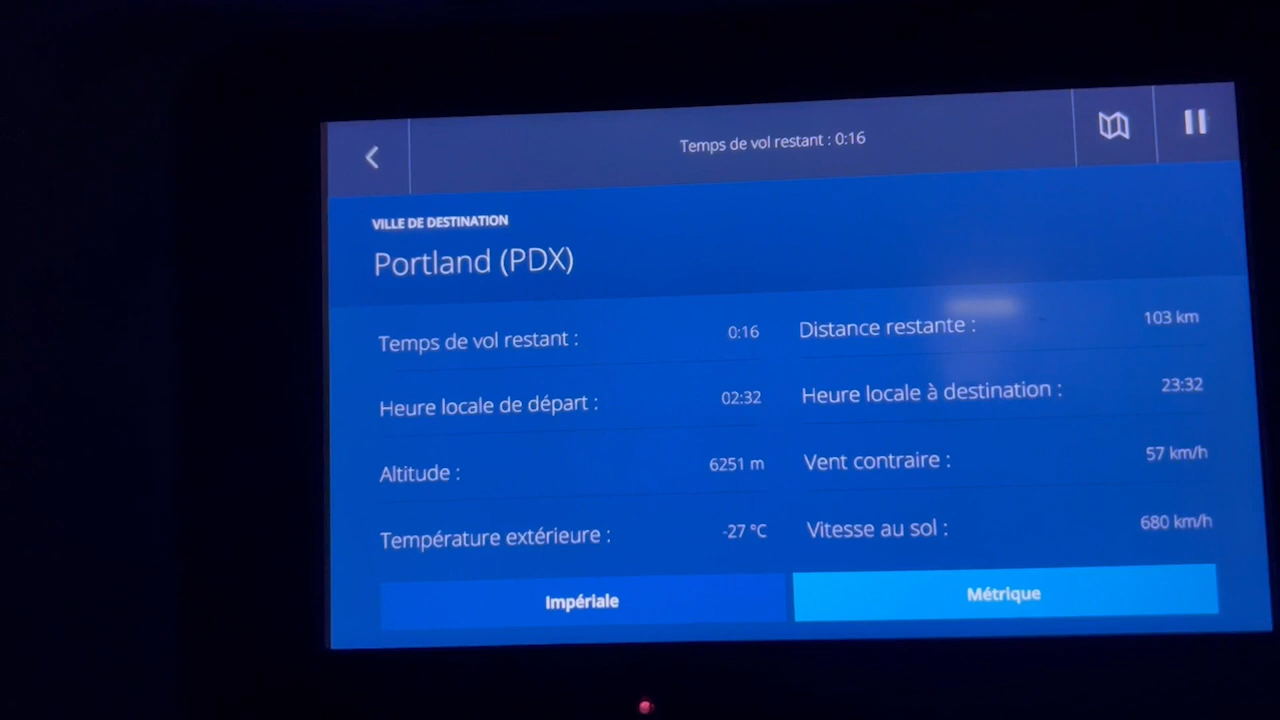 Temps de vol restant : 0:16
VILLE DE DESTINATION
Portland (PDX)
Temps de vol restant : 0:16 Distance restante : 103 km
Heure locale de départ : 02:32 Heure locale à destination : 23:32
Altitude : 6251 m Vent contraire : 57 km/h
Température extérieure : -27 °C Vitesse au sol : 680 km/h
Impériale Métrique